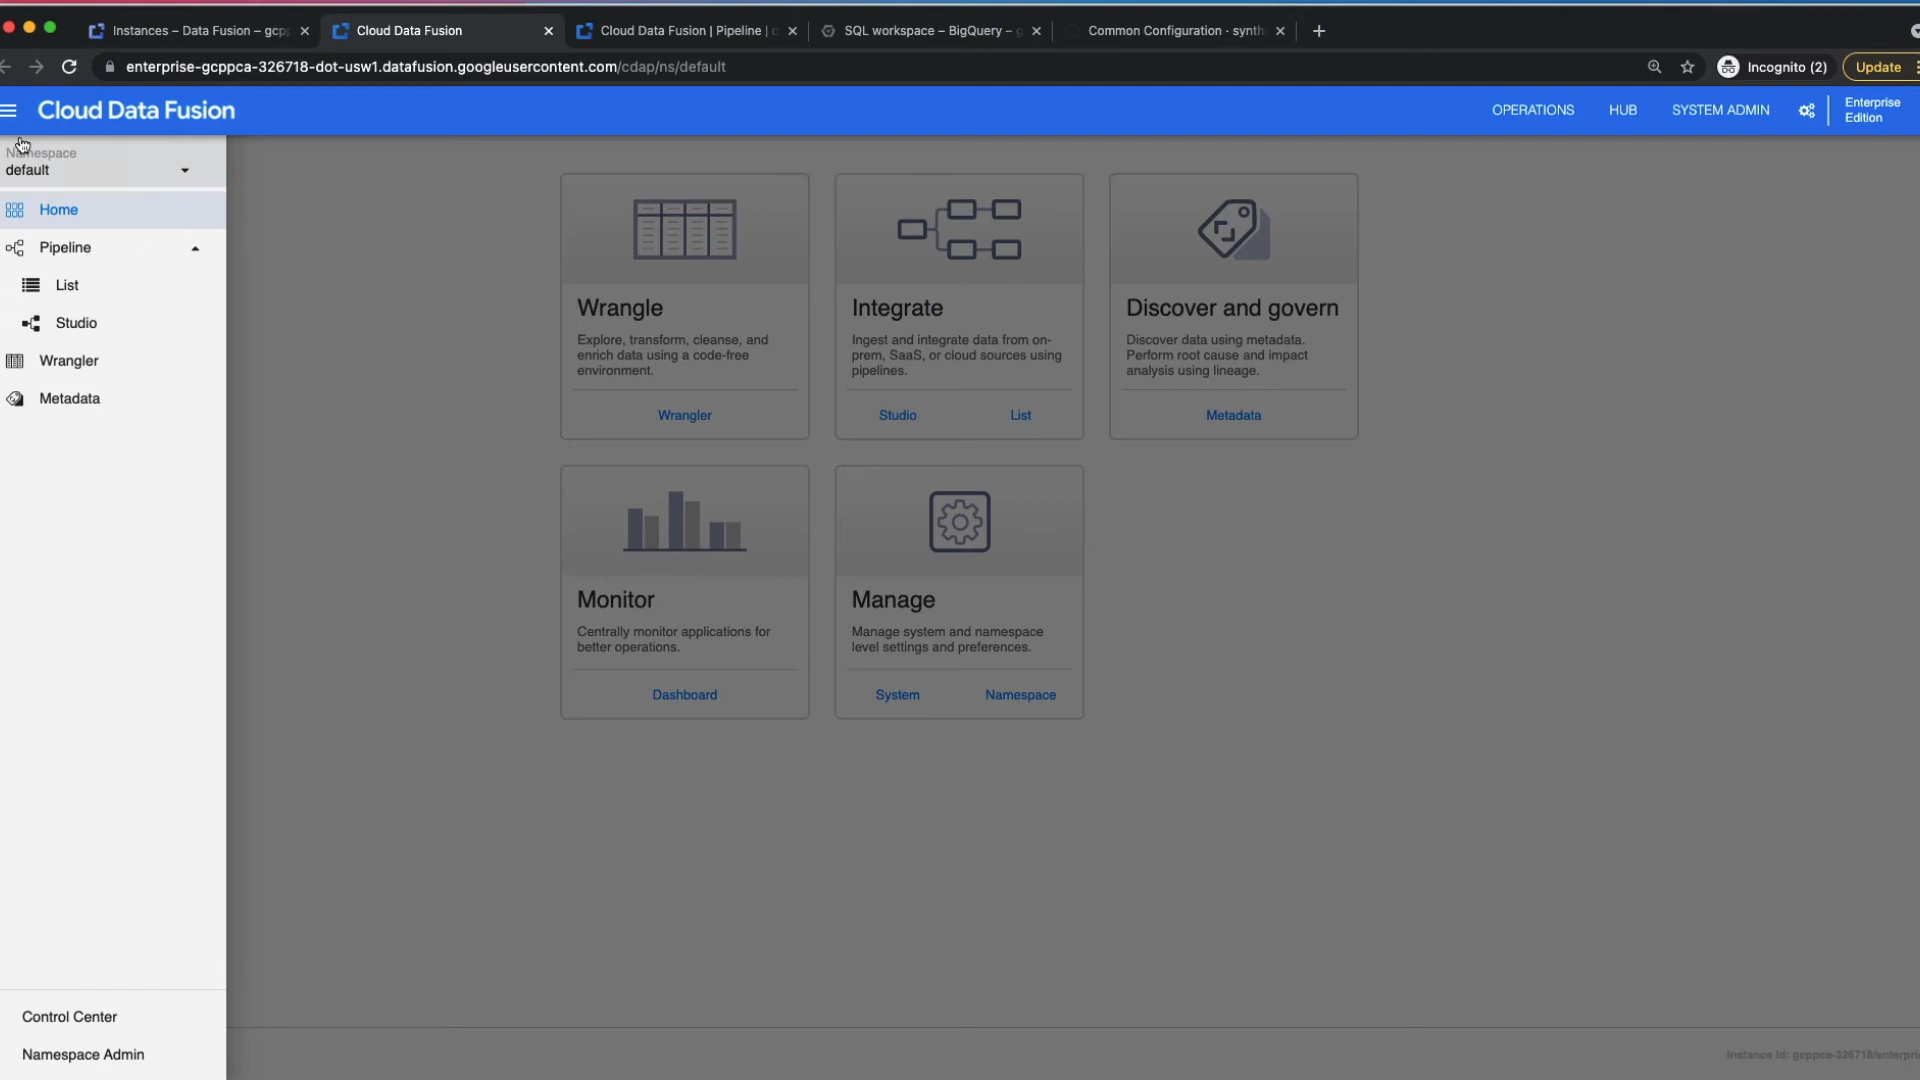 Instances – Data Fusion – gcpp
Cloud Data Fusion
Cloud Data Fusion | Pipeline |
SQL workspace – BigQuery – g
Common Configuration · synth
enterprise-gcppca-326718-dot-usw1.datafusion.googleusercontent.com/cdap/ns/default
Incognito (2)
Update
Cloud Data Fusion
OPERATIONS
HUB
SYSTEM ADMIN
Enterprise
Edition
Namespace
default
Home
Pipeline
List
Studio
Wrangler
Metadata
Control Center
Namespace Admin
Wrangle
Explore, transform, cleanse, and
enrich data using a code-free
environment.
Wrangler
Integrate
Ingest and integrate data from on-
prem, SaaS, or cloud sources using
pipelines.
Studio
List
Discover and govern
Discover data using metadata.
Perform root cause and impact
analysis using lineage.
Metadata
Monitor
Centrally monitor applications for
better operations.
Dashboard
Manage
Manage system and namespace
level settings and preferences.
System
Namespace
Instance Id: gcppca-326718/enterpri